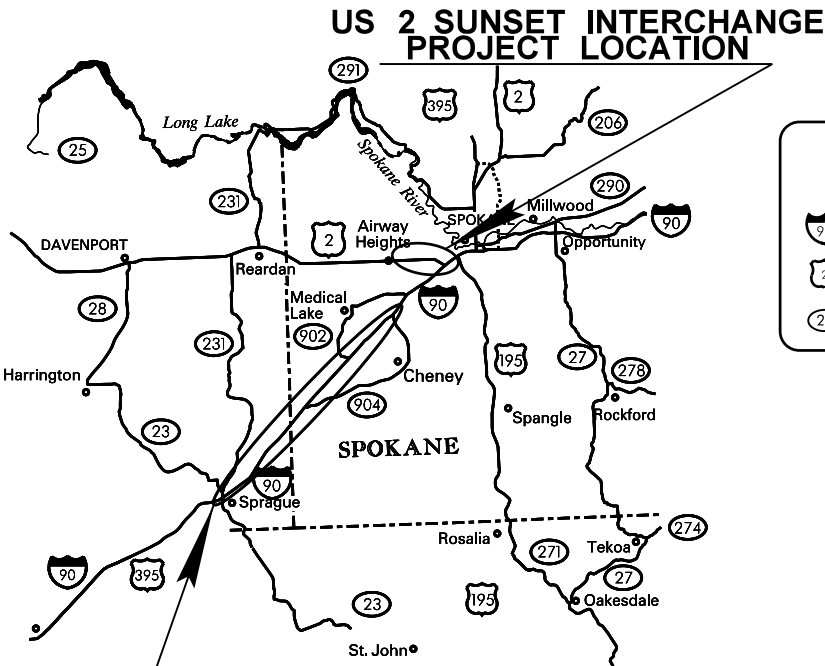 US 2 SUNSET INTERCHANGE
PROJECT LOCATION
291
395
2
206
25
Long Lake
Spokane River
290
231
Millwood
SPOKANE
90
2
Airway
Heights
Opportunity
DAVENPORT
Reardan
28
Medical
Lake
90
902
231
195
27
278
Harrington
Cheney
904
Spangle
Rockford
23
SPOKANE
90
Sprague
274
Rosalia
271
Tekoa
90
395
27
23
195
Oakesdale
St. John